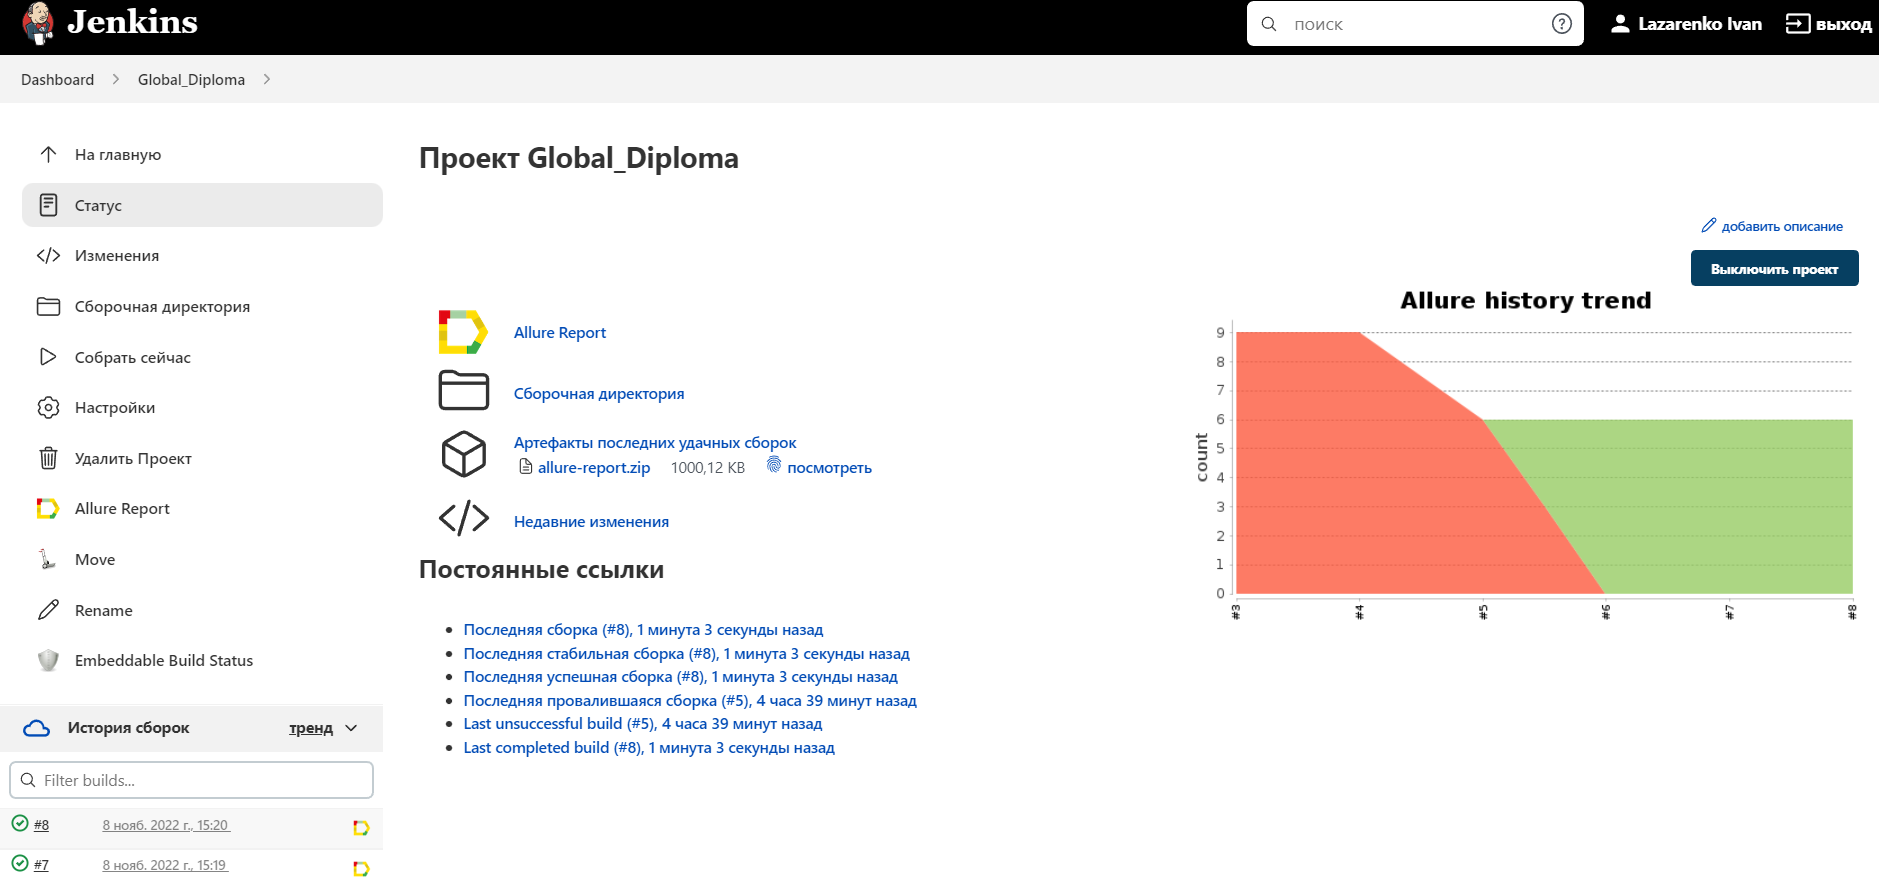 Jenkins
поиск
Lazarenko Ivan
выход
Dashboard
Global_Diploma
На главную
Статус
Изменения
Сборочная директория
Собрать сейчас
Настройки
Удалить Проект
Allure Report
Move
Rename
Embeddable Build Status
История сборок
тренд
Filter builds...
#8
8 нояб. 2022 г., 15:20
#7
8 нояб. 2022 г., 15:19
Проект Global_Diploma
добавить описание
Выключить проект
Allure Report
Сборочная директория
Артефакты последних удачных сборок
allure-report.zip 1000,12 KB посмотреть
Недавние изменения
Постоянные ссылки
Последняя сборка (#8), 1 минута 3 секунды назад
Последняя стабильная сборка (#8), 1 минута 3 секунды назад
Последняя успешная сборка (#8), 1 минута 3 секунды назад
Последняя провалившаяся сборка (#5), 4 часа 39 минут назад
Last unsuccessful build (#5), 4 часа 39 минут назад
Last completed build (#8), 1 минута 3 секунды назад
Allure history trend
count
9
8
7
6
5
4
3
2
1
0
#3
#4
#5
#6
#7
#8